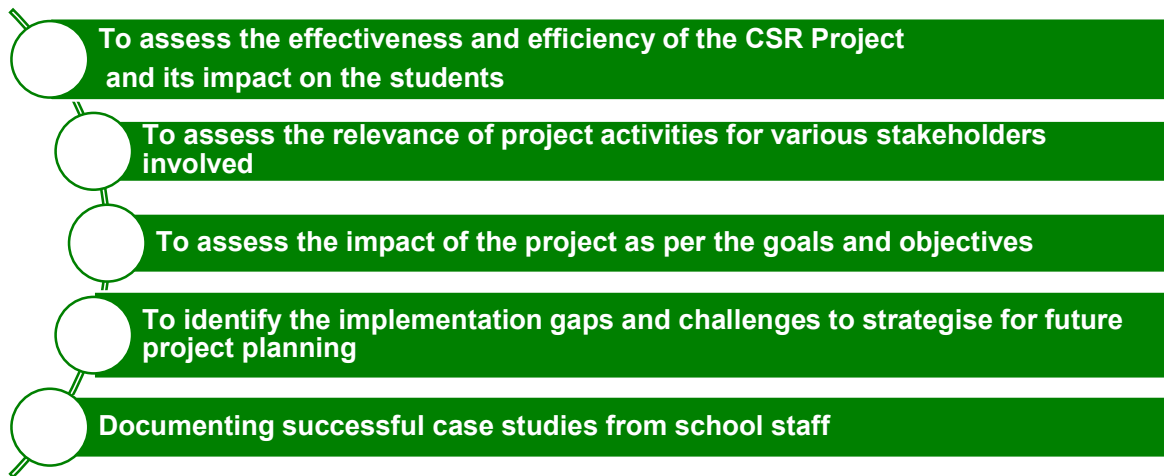 To assess the effectiveness and efficiency of the CSR Project
and its impact on the students
To assess the relevance of project activities for various stakeholders
involved
To assess the impact of the project as per the goals and objectives
To identify the implementation gaps and challenges to strategise for future
project planning
Documenting successful case studies from school staff